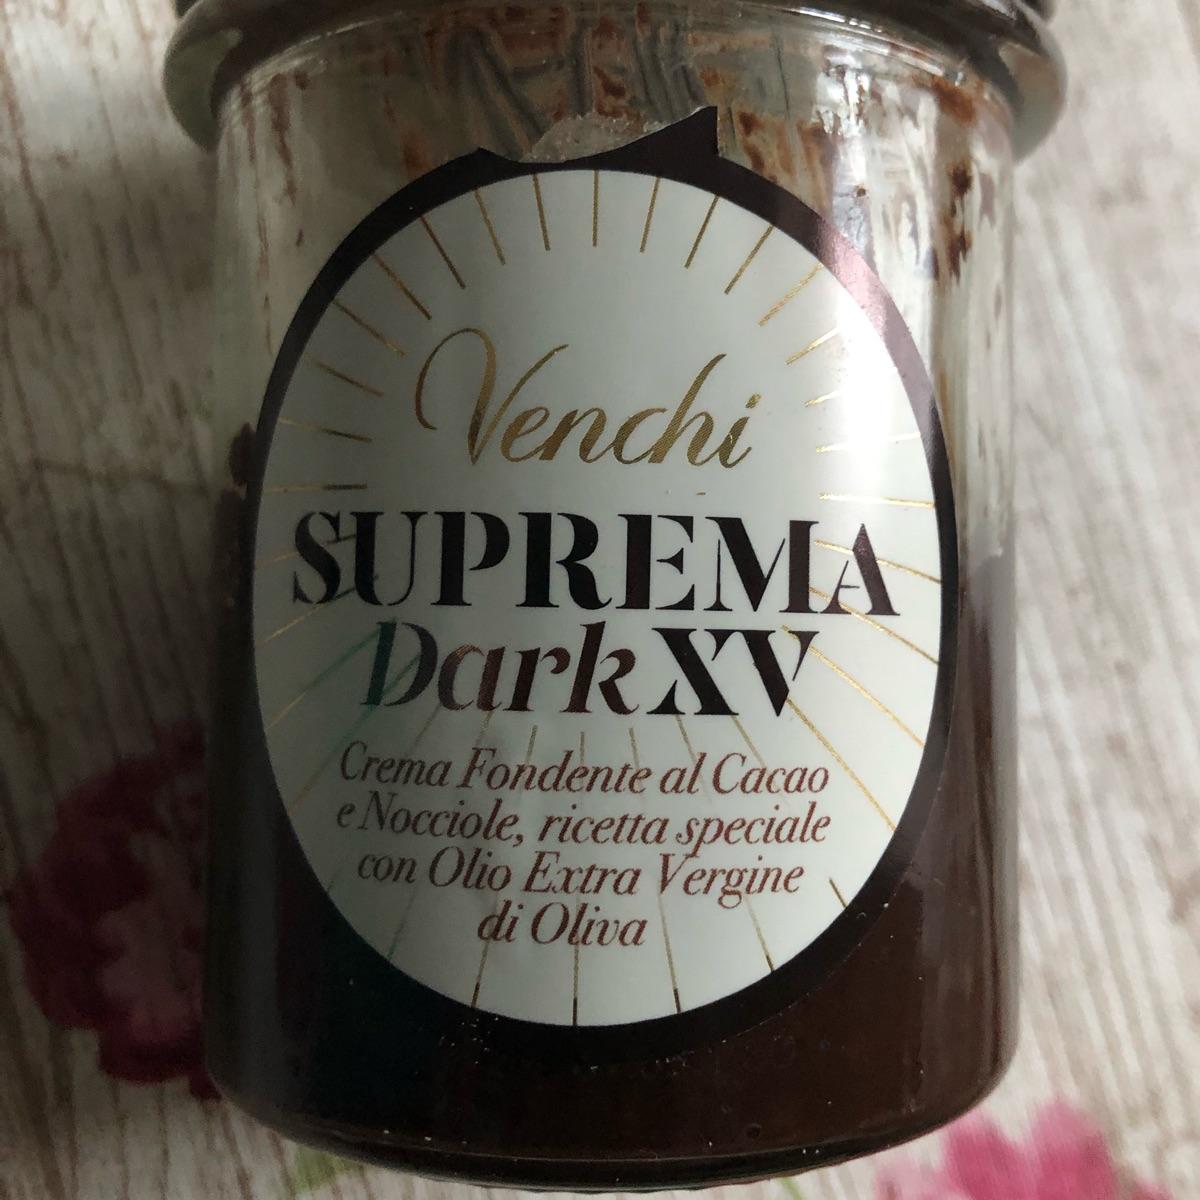 Venchi
SUPREMA
Dark XV
Crema Fondente al Cacao
e Nocciole, ricetta speciale
con Olio Extra Vergine
di Oliva